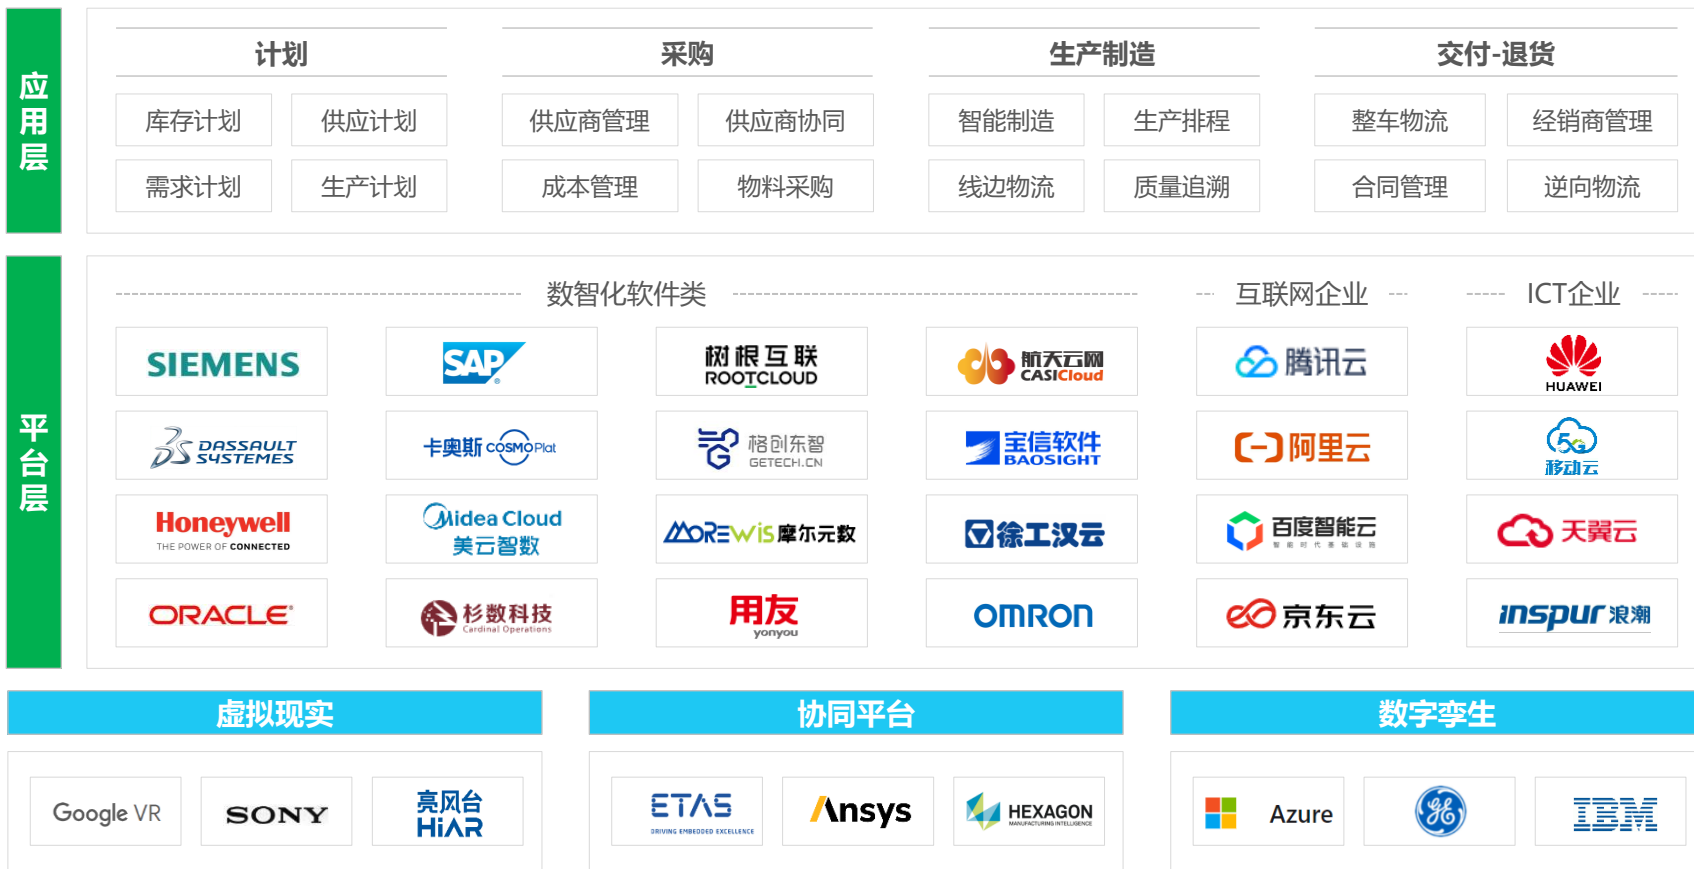 应用层
计划
采购
生产制造
交付-退货
库存计划
供应计划
供应商管理
供应商协同
智能制造
生产排程
整车物流
经销商管理
需求计划
生产计划
成本管理
物料采购
线边物流
质量追溯
合同管理
逆向物流
平台层
数智化软件类
互联网企业
ICT企业
SIEMENS
SAP
树根互联
ROOTCLOUD
航天云网
CASICloud
腾讯云
HUAWEI
DASSAULT
SYSTEMES
卡奥斯 COSMOPlat
格创东智
GETECH.CN
宝信软件
BAOSIGHT
阿里云
5G
移动云
Honeywell
THE POWER OF CONNECTED
Midea Cloud
美云智数
MOREWIS 摩尔元数
徐工汉云
百度智能云
智能时代基础设施
天翼云
ORACLE
杉数科技
Cardinal Operations
用友
yonyou
OMRON
京东云
inspur 浪潮
虚拟现实
协同平台
数字孪生
Google VR
SONY
亮风台
HiAR
ETAS
DRIVING EMBEDDED EXCELLENCE
Ansys
HEXAGON
MANUFACTURING INTELLIGENCE
Azure
GE
IBM